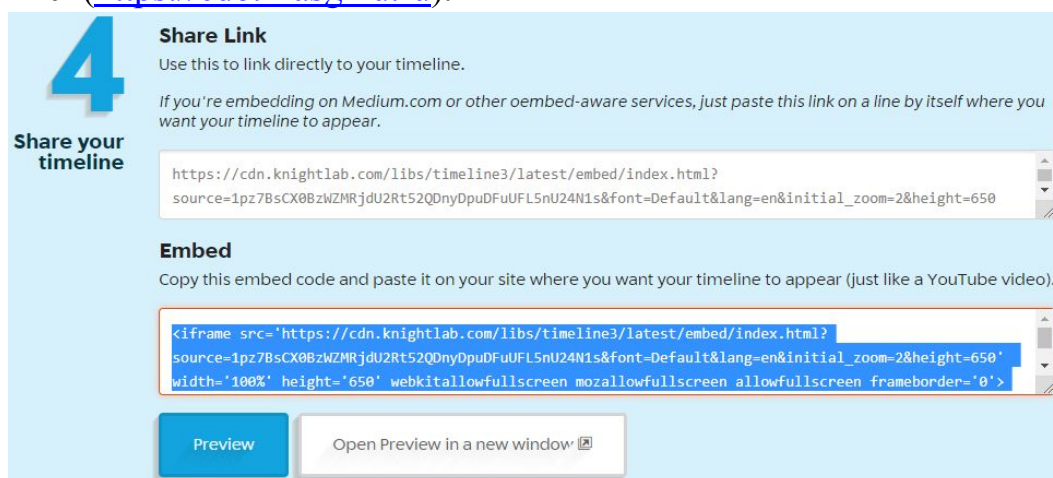 4
Share your
timeline
Share Link
Use this to link directly to your timeline.
If you're embedding on Medium.com or other oembed-aware services, just paste this link on a line by itself where you
want your timeline to appear.
https://cdn.knightlab.com/libs/timeline3/latest/embed/index.html?
source=1pz7BsCX0BzWZMRjdU2Rt52QDnyDpuDFuUFL5nU24N1s&font=Default&lang=en&initial_zoom=2&height=650
Embed
Copy this embed code and paste it on your site where you want your timeline to appear (just like a YouTube video).
<iframe src='https://cdn.knightlab.com/libs/timeline3/latest/embed/index.html?
source=1pz7BsCX0BzWZMRjdU2Rt52QDnyDpuDFuUFL5nU24N1s&font=Default&lang=en&initial_zoom=2&height=650'
width='100%' height='650' webkitallowfullscreen mozallowfullscreen allowfullscreen frameborder='0'>
Preview
Open Preview in a new window